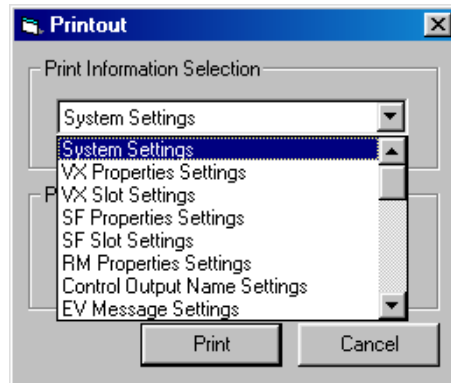 Printout
Print Information Selection
System Settings
System Settings
VX Properties Settings
VX Slot Settings
P
SF Properties Settings
SF Slot Settings
RM Properties Settings
Control Output Name Settings
EV Message Settings
Print
Cancel